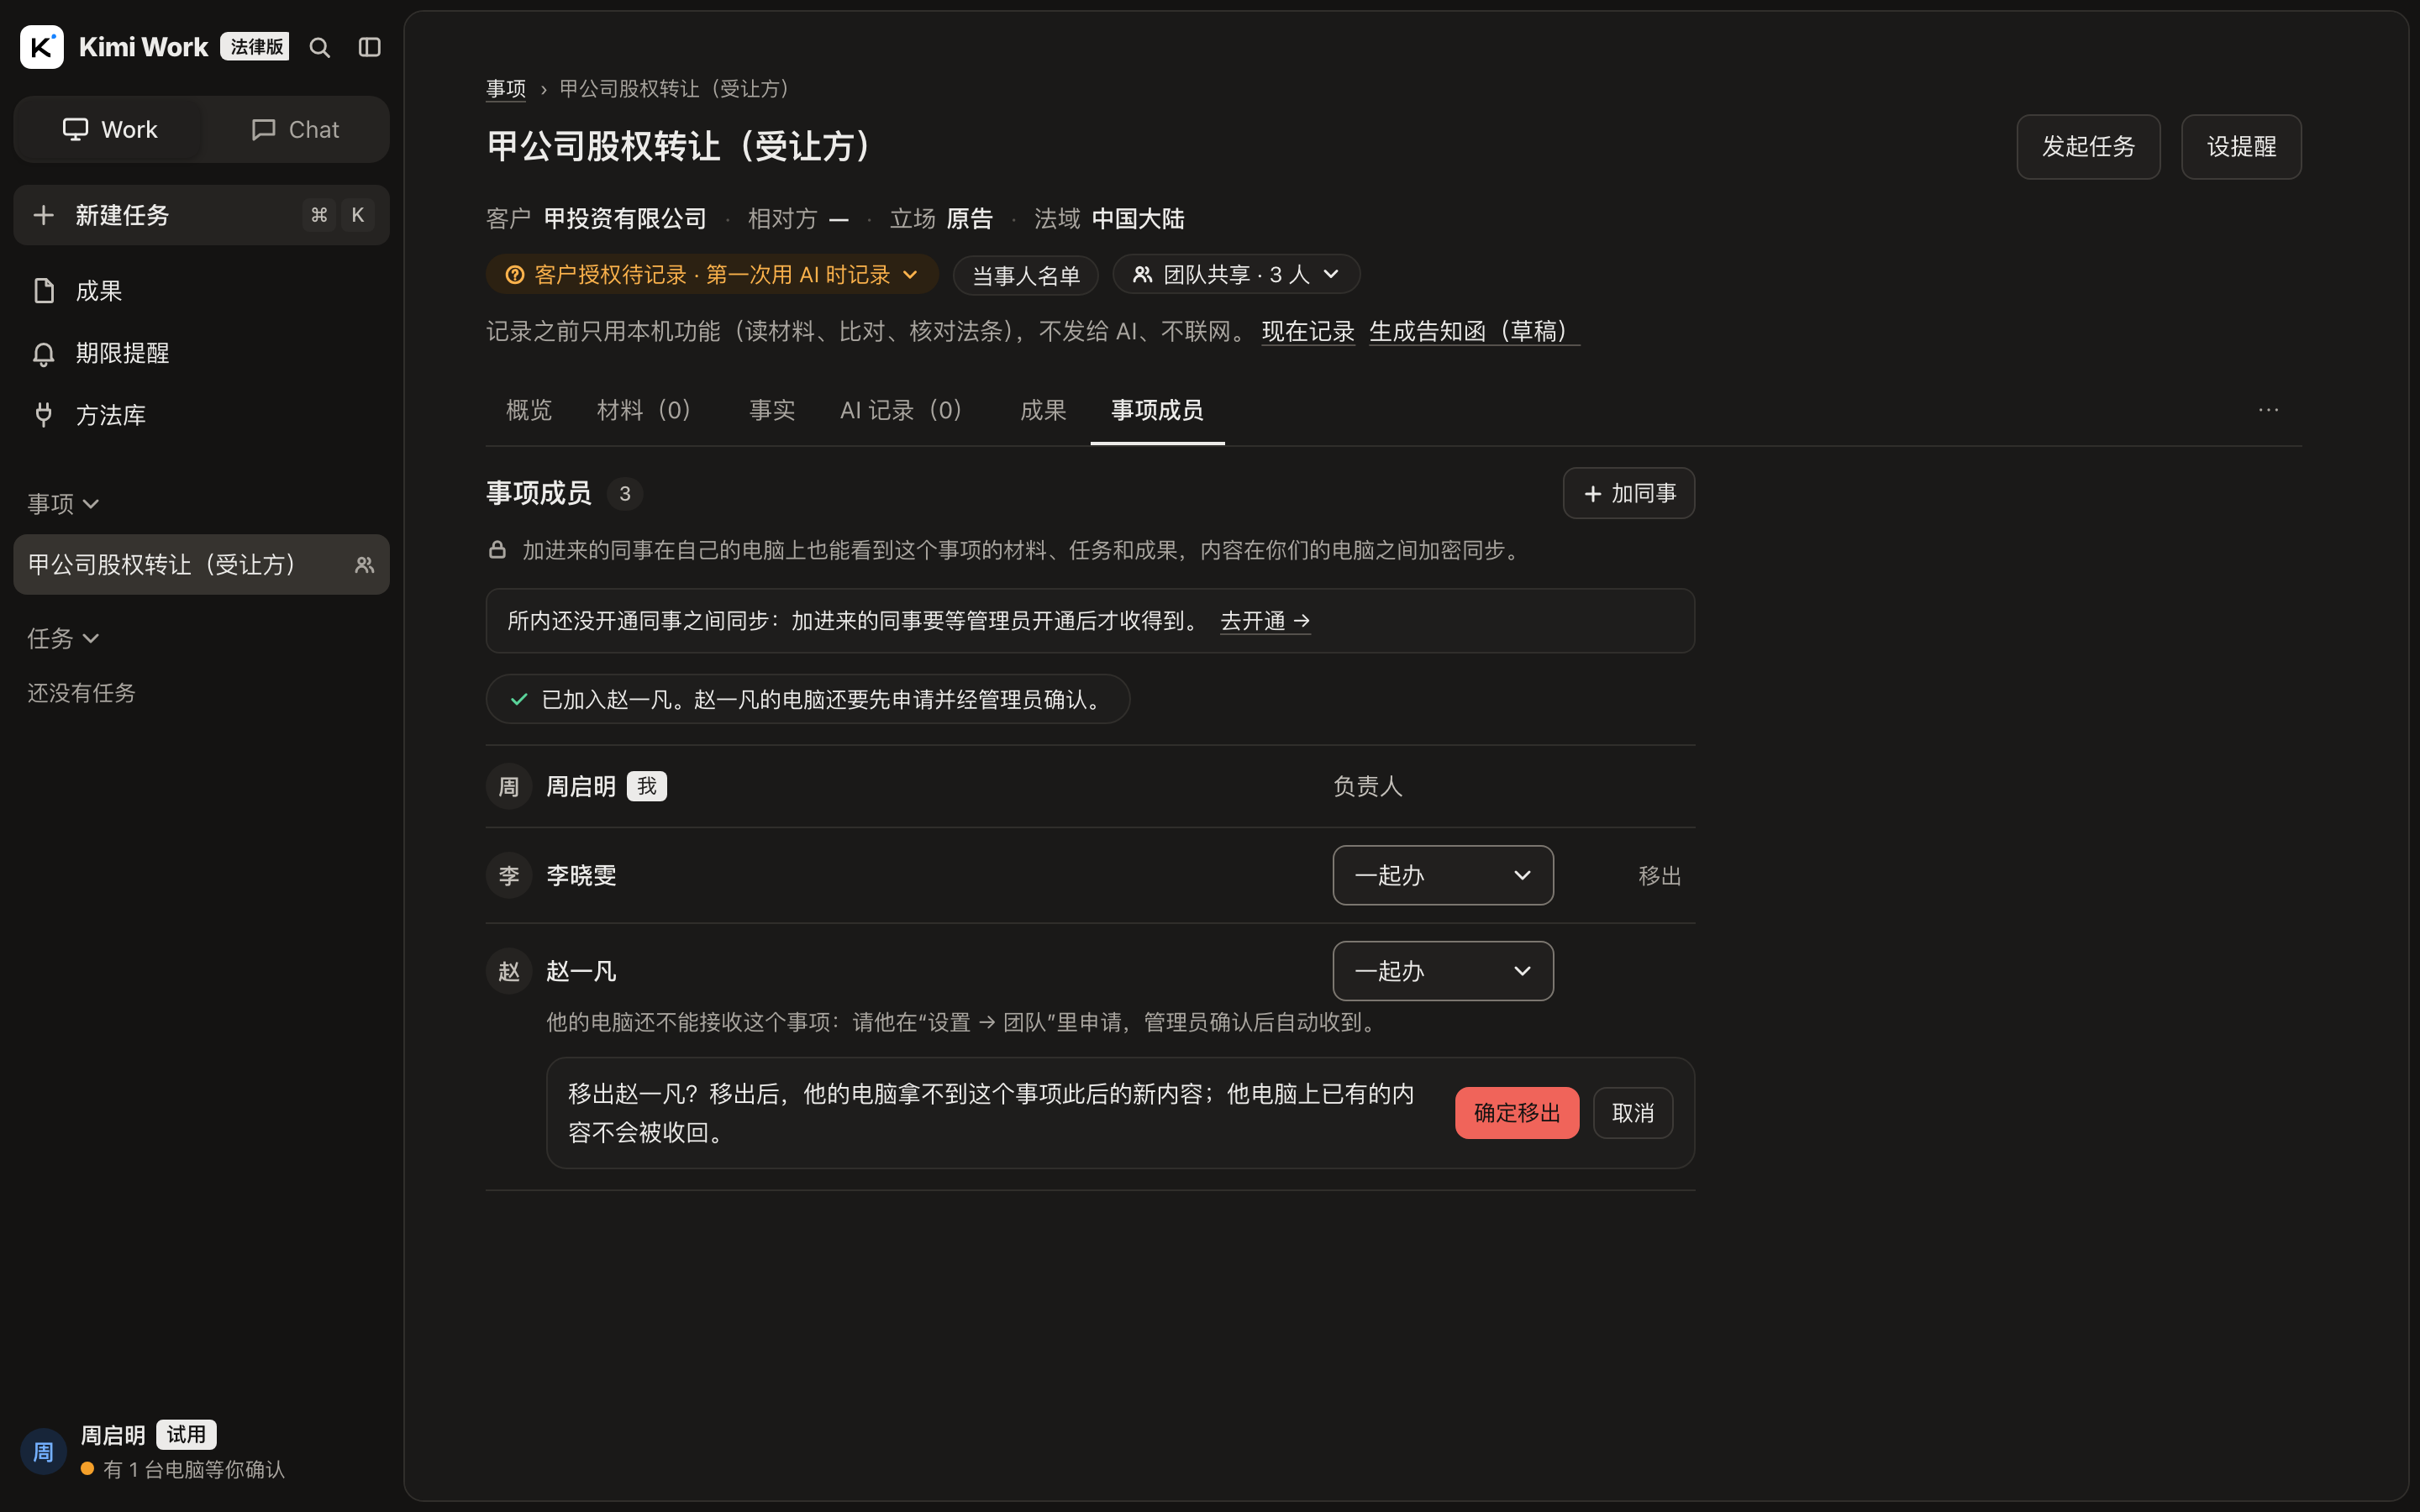 Kimi Work 法律版
Work
Chat
新建任务 ⌘ K
成果
期限提醒
方法库
事项
甲公司股权转让（受让方）
任务
还没有任务
周 周启明 试用
有 1 台电脑等你确认
事项 › 甲公司股权转让（受让方）
甲公司股权转让（受让方）
发起任务
设提醒
客户 甲投资有限公司 · 相对方 — · 立场 原告 · 法域 中国大陆
客户授权待记录 · 第一次用 AI 时记录
当事人名单
团队共享 · 3 人
记录之前只用本机功能（读材料、比对、核对法条），不发给 AI、不联网。 现在记录 生成告知函（草稿）
概览 材料（0） 事实 AI 记录（0） 成果 事项成员 ···
事项成员 3
+ 加同事
加进来的同事在自己的电脑上也能看到这个事项的材料、任务和成果，内容在你们的电脑之间加密同步。
所内还没开通同事之间同步：加进来的同事要等管理员开通后才收得到。 去开通 →
已加入赵一凡。赵一凡的电脑还要先申请并经管理员确认。
周 周启明 我 负责人
李 李晓雯 一起办 移出
赵 赵一凡 一起办
他的电脑还不能接收这个事项：请他在“设置 → 团队”里申请，管理员确认后自动收到。
移出赵一凡？移出后，他的电脑拿不到这个事项此后的新内容；他电脑上已有的内
容不会被收回。
确定移出
取消